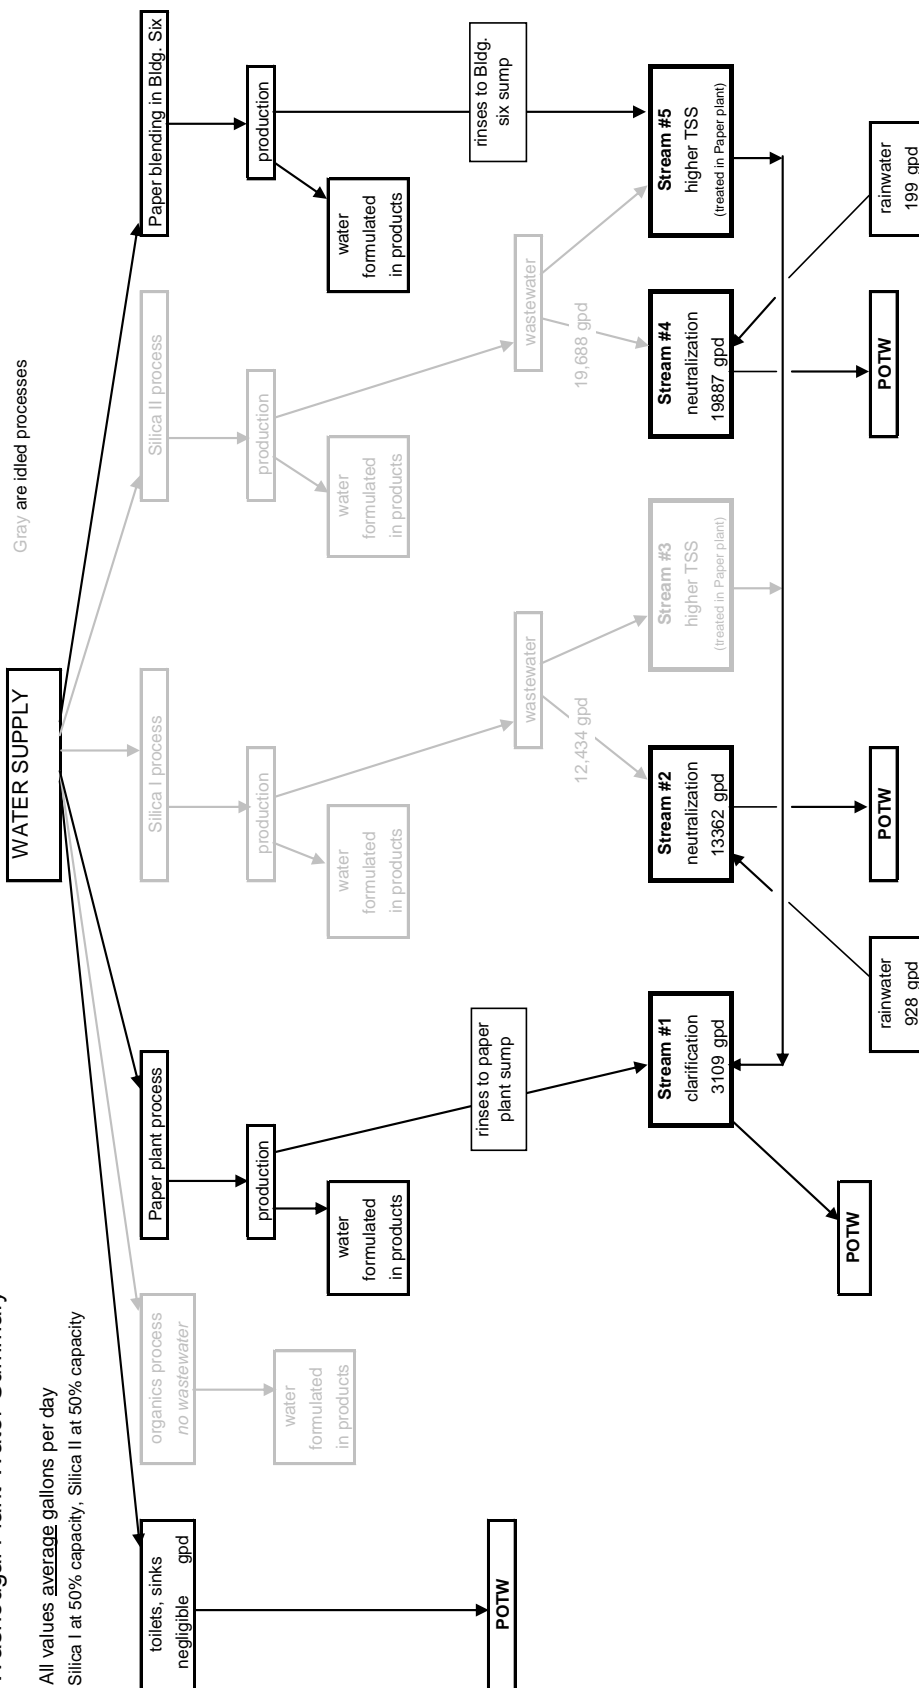 Washougal Plant Water Summary
All values average gallons per day
Silica I at 50% capacity, Silica II at 50% capacity
WATER SUPPLY
Gray are idled processes
toilets, sinks
negligible gpd
organics process
no wastewater
Paper plant process
Silica I process
Silica II process
Paper blending in Bldg. Six
water
formulated
in products
production
production
production
production
water
formulated
in products
water
formulated
in products
water
formulated
in products
water
formulated
in products
POTW
rinses to paper
plant sump
wastewater
wastewater
rinses to Bldg.
six sump
12,434 gpd
19,688 gpd
Stream #1
clarification
3109 gpd
Stream #2
neutralization
13362 gpd
Stream #3
higher TSS
(treated in Paper plant)
Stream #4
neutralization
19887 gpd
Stream #5
higher TSS
(treated in Paper plant)
POTW
rainwater
928 gpd
POTW
POTW
rainwater
199 gpd